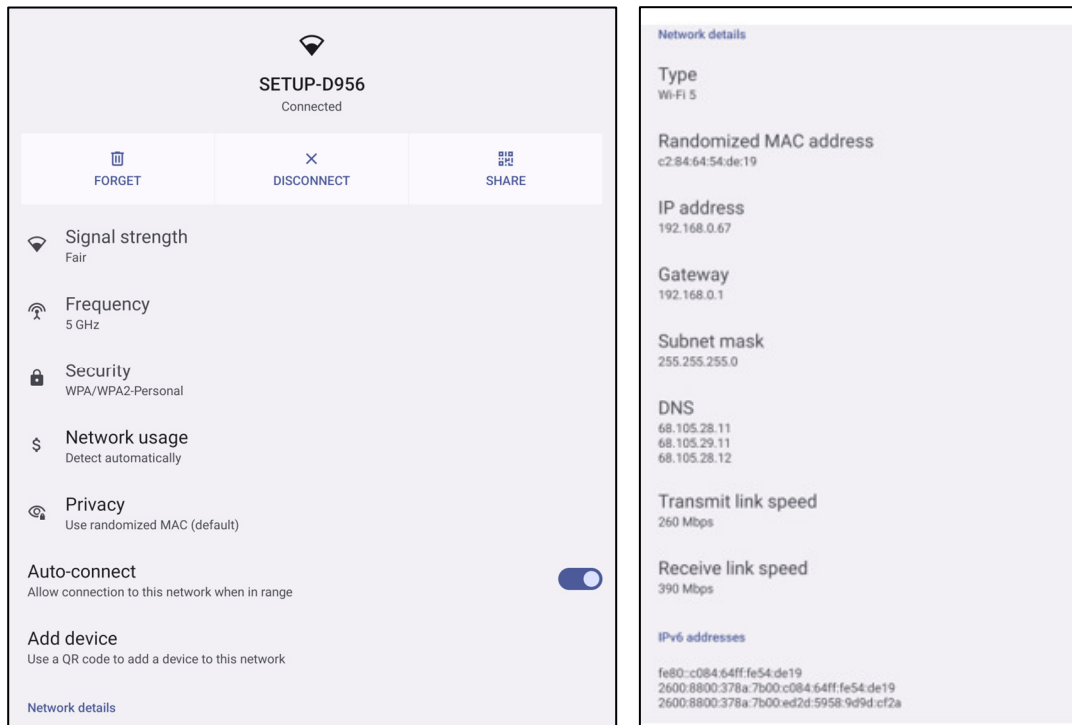 SETUP-D956
Connected
FORGET
DISCONNECT
SHARE
Signal strength
Fair
Frequency
5 GHz
Security
WPA/WPA2-Personal
Network usage
Detect automatically
Privacy
Use randomized MAC (default)
Auto-connect
Allow connection to this network when in range
Add device
Use a QR code to add a device to this network
Network details
Network details
Type
Wi-Fi 5
Randomized MAC address
c2:84:64:54:de:19
IP address
192.168.0.67
Gateway
192.168.0.1
Subnet mask
255.255.255.0
DNS
68.105.28.11
68.105.29.11
68.105.28.12
Transmit link speed
260 Mbps
Receive link speed
390 Mbps
IPv6 addresses
fe80::c084:64ff:fe54:de19
2600:8800:378a:7b00:c084:64ff:fe54:de19
2600:8800:378a:7b00:ed2d:5958:9d9d:cf2a